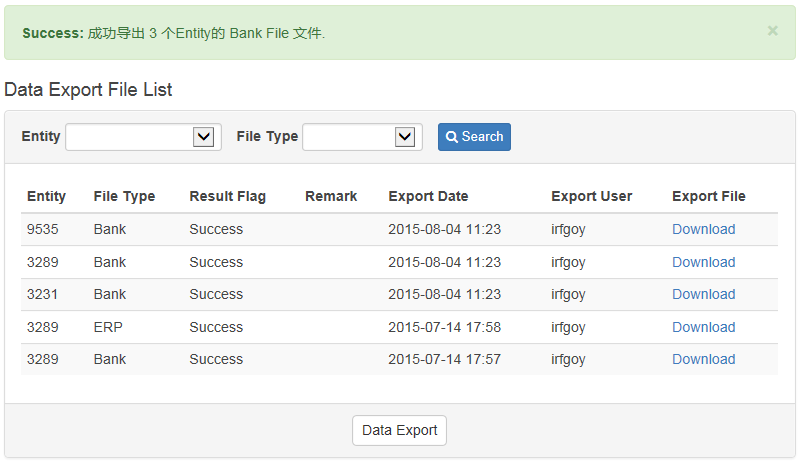 Success: 成功导出 3 个Entity的 Bank File 文件.
×
Data Export File List
Entity File Type Search
Entity File Type Result Flag Remark Export Date Export User Export File
9535 Bank Success 2015-08-04 11:23 irfgoy Download
3289 Bank Success 2015-08-04 11:23 irfgoy Download
3231 Bank Success 2015-08-04 11:23 irfgoy Download
3289 ERP Success 2015-07-14 17:58 irfgoy Download
3289 Bank Success 2015-07-14 17:57 irfgoy Download
Data Export